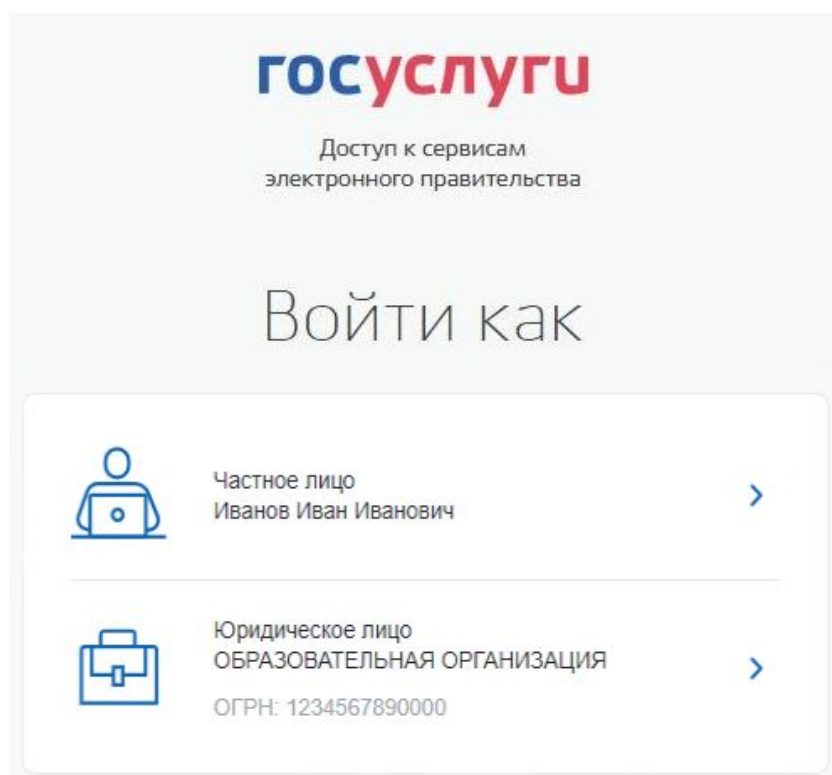 госуслуги
Доступ к сервисам
электронного правительства
Войти как
Частное лицо
Иванов Иван Иванович
Юридическое лицо
ОБРАЗОВАТЕЛЬНАЯ ОРГАНИЗАЦИЯ
ОГРН: 1234567890000